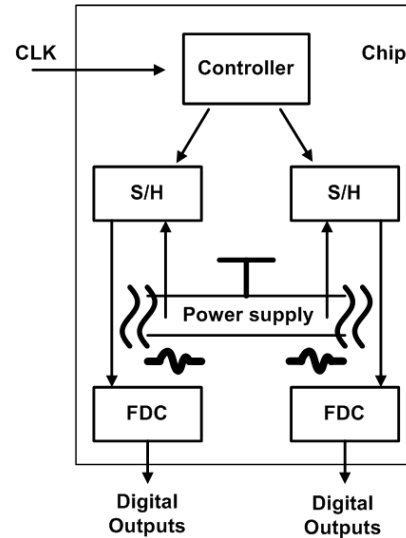 CLK
Chip
Controller
S/H
S/H
Power supply
FDC
FDC
Digital
Outputs
Digital
Outputs